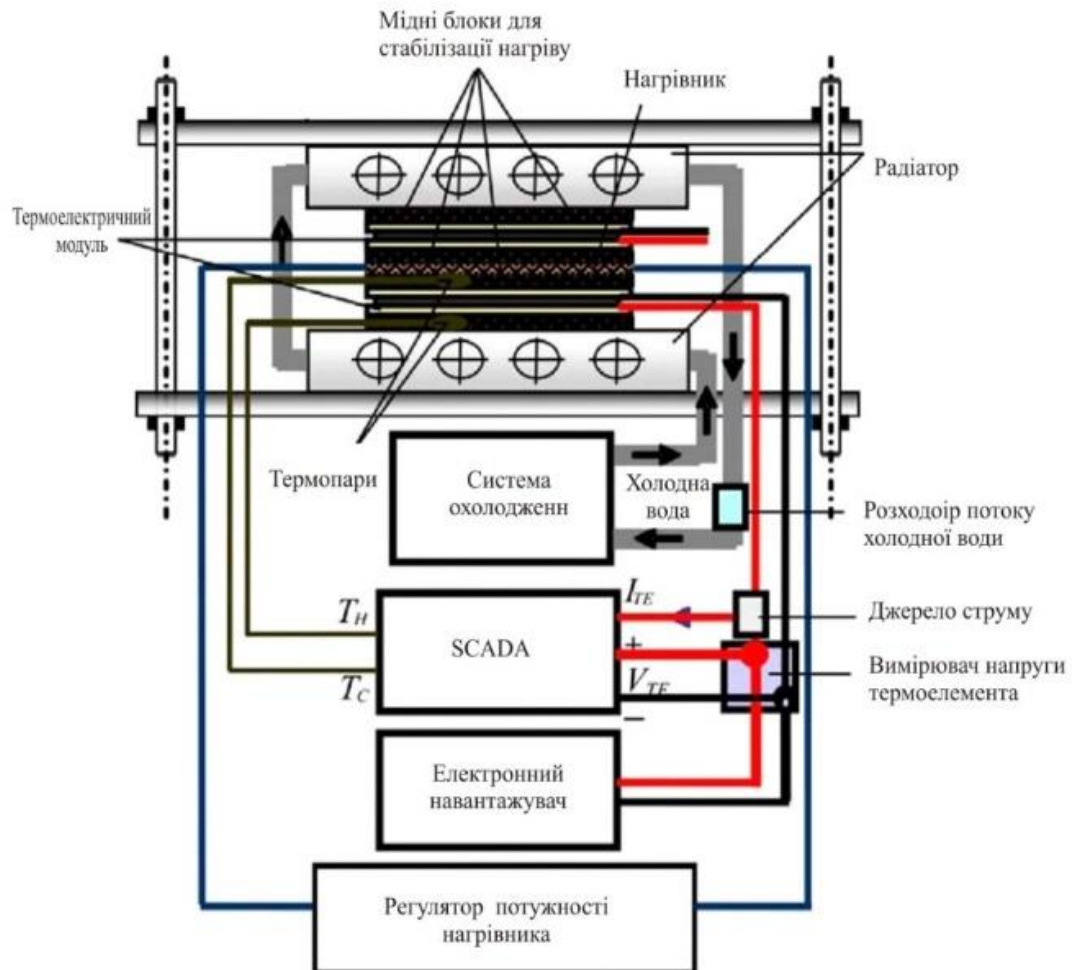 Мідні блоки для
стабілізації нагріву
Нагрівник
Радіатор
Термоелектричний
модуль
Термопари
Система
охолодженн
Холодна
вода
Розходоір потоку
холодної води
I_TE
Джерело струму
T_H
SCADA
+
Вимірювач напруги
термоелемента
T_C
V_TE
−
Електронний
навантажувач
Регулятор потужності
нагрівника